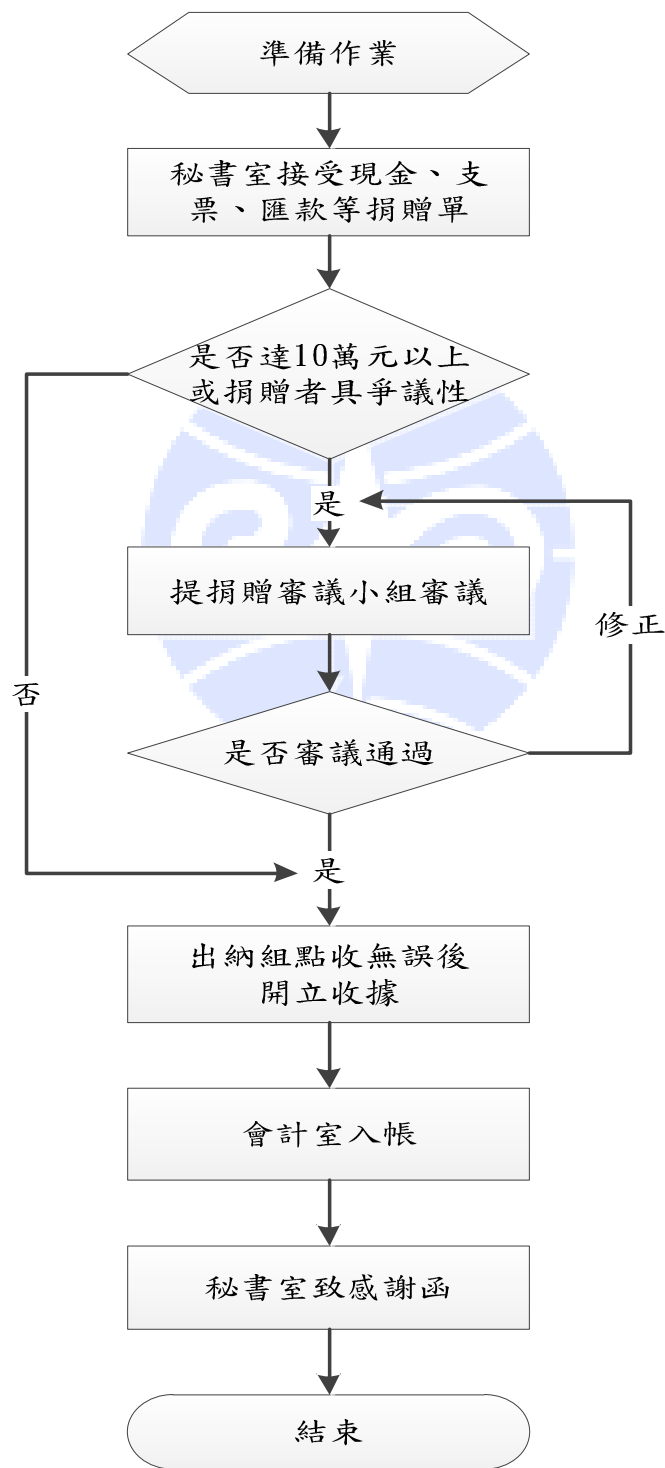 準備作業
秘書室接受現金、支
票、匯款等捐贈單
是否達10萬元以上
或捐贈者具爭議性
是
提捐贈審議小組審議
修正
否
是否審議通過
是
出納組點收無誤後
開立收據
會計室入帳
秘書室致感謝函
結束